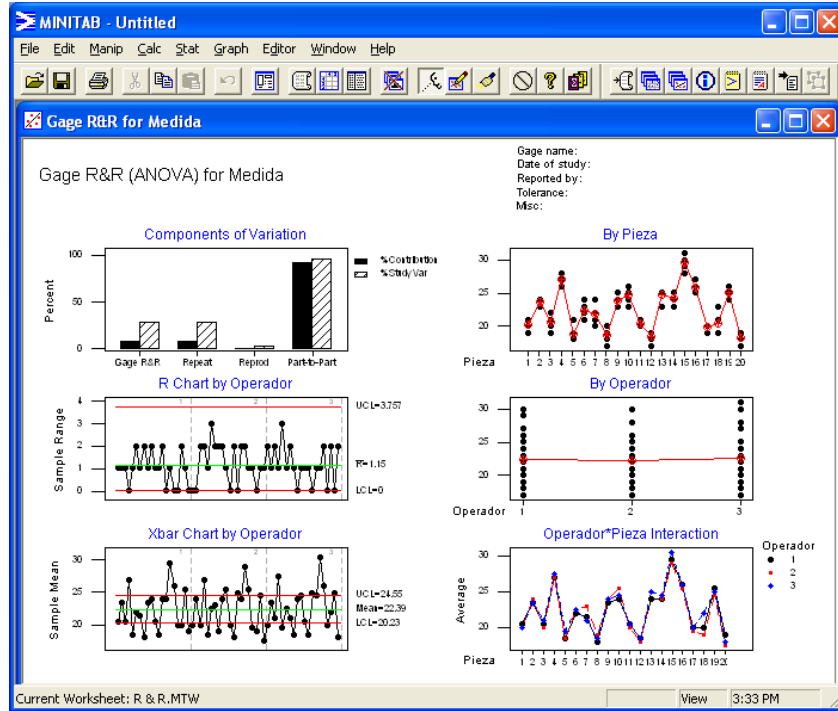 MINITAB - Untitled
File Edit Manip Calc Stat Graph Editor Window Help
Gage R&R for Medida
Gage R&R (ANOVA) for Medida
Gage name:
Date of study:
Reported by:
Tolerance:
Misc:
Components of Variation
Percent
100
50
0
Gage R&R Repeat Reprod Part-to-Part
%Contribution
%Study Var
By Pieza
30
25
20
Pieza 1 2 3 4 5 6 7 8 9 10 11 12 13 14 15 16 17 18 19 20
R Chart by Operador
Sample Range
4
3
2
1
0
1 2 3
UCL=3.757
R=1.15
LCL=0
By Operador
30
25
20
Operador 1 2 3
Xbar Chart by Operador
Sample Mean
30
25
20
1 2 3
UCL=24.55
Mean=22.39
LCL=20.23
Operador*Pieza Interaction
Average
30
25
20
Pieza 1 2 3 4 5 6 7 8 9 10 11 12 13 14 15 16 17 18 19 20
Operador
1
2
3
Current Worksheet: R & R.MTW View 3:33 PM